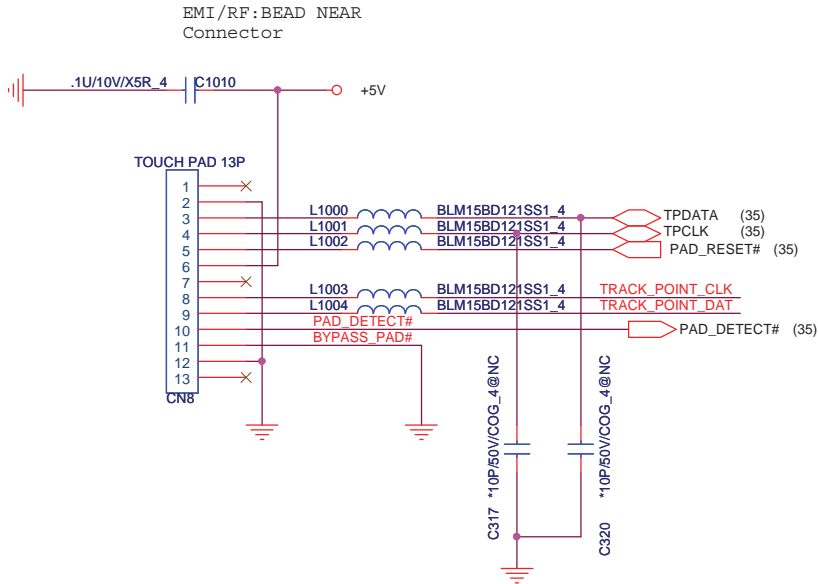 EMI/RF:BEAD NEAR
Connector
.1U/10V/X5R_4 C1010
+5V
TOUCH PAD 13P
1
2
3 L1000 BLM15BD121SS1_4 TPDATA (35)
4 L1001 BLM15BD121SS1_4 TPCLK (35)
5 L1002 BLM15BD121SS1_4 PAD_RESET# (35)
6
7
8 L1003 BLM15BD121SS1_4 TRACK_POINT_CLK
9 L1004 BLM15BD121SS1_4 TRACK_POINT_DAT
10 PAD_DETECT# PAD_DETECT# (35)
11 BYPASS_PAD#
12
13
CN8
C317 *10P/50V/COG_4@NC
C320 *10P/50V/COG_4@NC